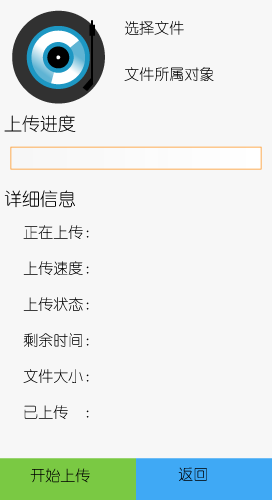 选择文件
文件所属对象
上传进度
详细信息
正在上传:
上传速度:
上传状态:
剩余时间:
文件大小:
己上传 :
开始上传
返回